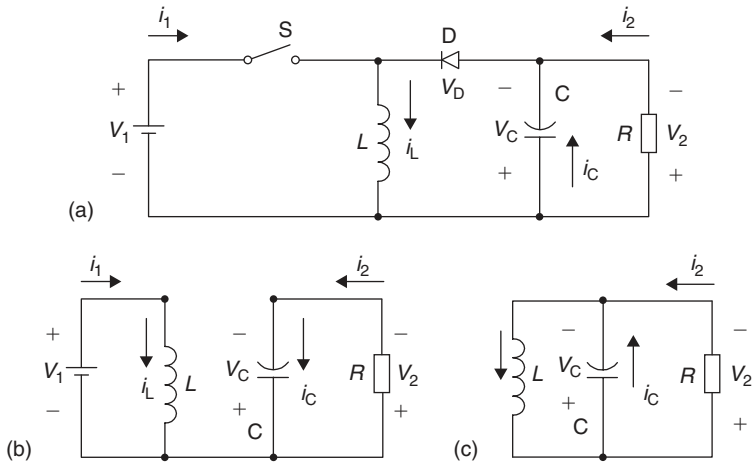 i1 S D i2
+ VD − C −
V1 L iL VC iC R V2
− + +
(a)
i1 i2 i2
+ − − − −
V1 iL L VC iC R V2 L VC iC R V2
− + C + + C +
(b) (c)